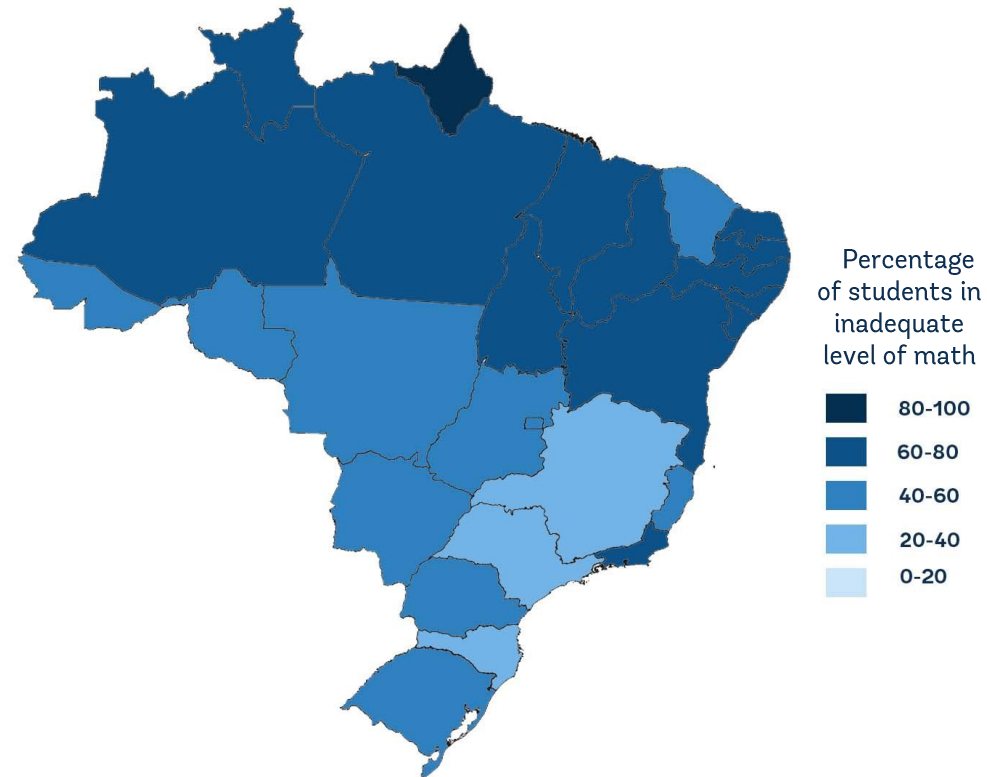 Percentage
of students in
inadequate
level of math
80-100
60-80
40-60
20-40
0-20